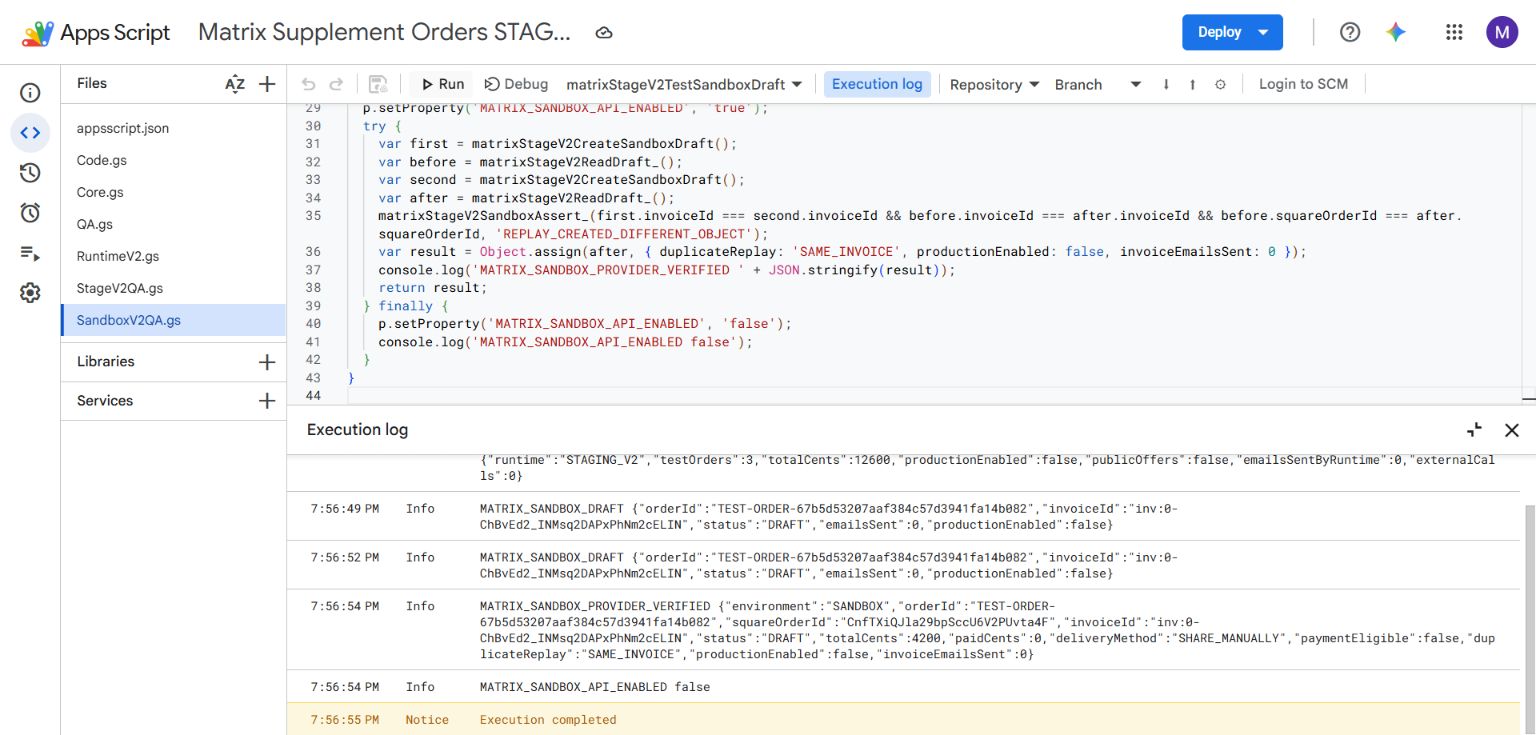 Apps Script
Matrix Supplement Orders STAG...
Deploy
M
Files
Run
Debug
matrixStageV2TestSandboxDraft
Execution log
Repository
Branch
Login to SCM
appsscript.json
Code.gs
Core.gs
QA.gs
RuntimeV2.gs
StageV2QA.gs
SandboxV2QA.gs
Libraries
Services
29 p.setProperty('MATRIX_SANDBOX_API_ENABLED', 'true');
30 try {
31 var first = matrixStageV2CreateSandboxDraft();
32 var before = matrixStageV2ReadDraft_();
33 var second = matrixStageV2CreateSandboxDraft();
34 var after = matrixStageV2ReadDraft_();
35 matrixStageV2SandboxAssert_(first.invoiceId === second.invoiceId && before.invoiceId === after.invoiceId && before.squareOrderId === after.
squareOrderId, 'REPLAY_CREATED_DIFFERENT_OBJECT');
36 var result = Object.assign(after, { duplicateReplay: 'SAME_INVOICE', productionEnabled: false, invoiceEmailsSent: 0 });
37 console.log('MATRIX_SANDBOX_PROVIDER_VERIFIED ' + JSON.stringify(result));
38 return result;
39 } finally {
40 p.setProperty('MATRIX_SANDBOX_API_ENABLED', 'false');
41 console.log('MATRIX_SANDBOX_API_ENABLED false');
42 }
43 }
44
Execution log
{"runtime":"STAGING_V2","testOrders":3,"totalCents":12600,"productionEnabled":false,"publicOffers":false,"emailsSentByRuntime":0,"externalCal
ls":0}
7:56:49 PM Info MATRIX_SANDBOX_DRAFT {"orderId":"TEST-ORDER-67b5d53207aaf384c57d3941fa14b082","invoiceId":"inv:0-
ChBvEd2_INMsq2DAPxPhNm2cELIN","status":"DRAFT","emailsSent":0,"productionEnabled":false}
7:56:52 PM Info MATRIX_SANDBOX_DRAFT {"orderId":"TEST-ORDER-67b5d53207aaf384c57d3941fa14b082","invoiceId":"inv:0-
ChBvEd2_INMsq2DAPxPhNm2cELIN","status":"DRAFT","emailsSent":0,"productionEnabled":false}
7:56:54 PM Info MATRIX_SANDBOX_PROVIDER_VERIFIED {"environment":"SANDBOX","orderId":"TEST-ORDER-
67b5d53207aaf384c57d3941fa14b082","squareOrderId":"CnfTXiQJla29bpSccU6V2PUvta4F","invoiceId":"inv:0-
ChBvEd2_INMsq2DAPxPhNm2cELIN","status":"DRAFT","totalCents":4200,"paidCents":0,"deliveryMethod":"SHARE_MANUALLY","paymentEligible":false,"dup
licateReplay":"SAME_INVOICE","productionEnabled":false,"invoiceEmailsSent":0}
7:56:54 PM Info MATRIX_SANDBOX_API_ENABLED false
7:56:55 PM Notice Execution completed